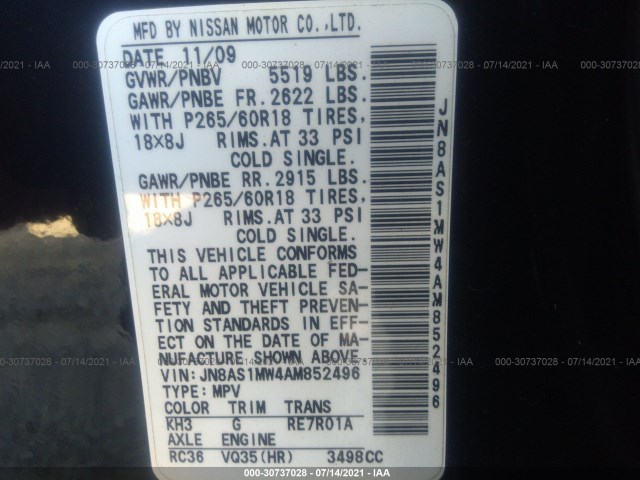 MFD BY NISSAN MOTOR CO.,LTD.
DATE 11/09
GVWR/PNBV 5519 LBS.
GAWR/PNBE FR.2622 LBS.
WITH P265/60R18 TIRES,
18×8J RIMS.AT 33 PSI
COLD SINGLE.
GAWR/PNBE RR.2915 LBS.
WITH P265/60R18 TIRES,
18×8J RIMS.AT 33 PSI
COLD SINGLE.
THIS VEHICLE CONFORMS
TO ALL APPLICABLE FED-
ERAL MOTOR VEHICLE SA-
FETY AND THEFT PREVEN-
TION STANDARDS IN EFF-
ECT ON THE DATE OF MA-
NUFACTURE SHOWN ABOVE.
VIN:JN8AS1MW4AM852496
TYPE:MPV
COLOR TRIM TRANS
KH3 G RE7R01A
AXLE ENGINE
RC36 VQ35(HR) 3498CC
JN8AS1MW4AM852496
07/14/2021 - IAA 000-30737028 - 07/14/2021 - IAA 000-30737028 - 07/14/2021 - IAA
07/14/2021 - IAA 000-30737028 - 07/14/2021 - IAA 000-30737028 - 07/14/2021 - IAA
000-30737028 - 07/14/2021 - IAA